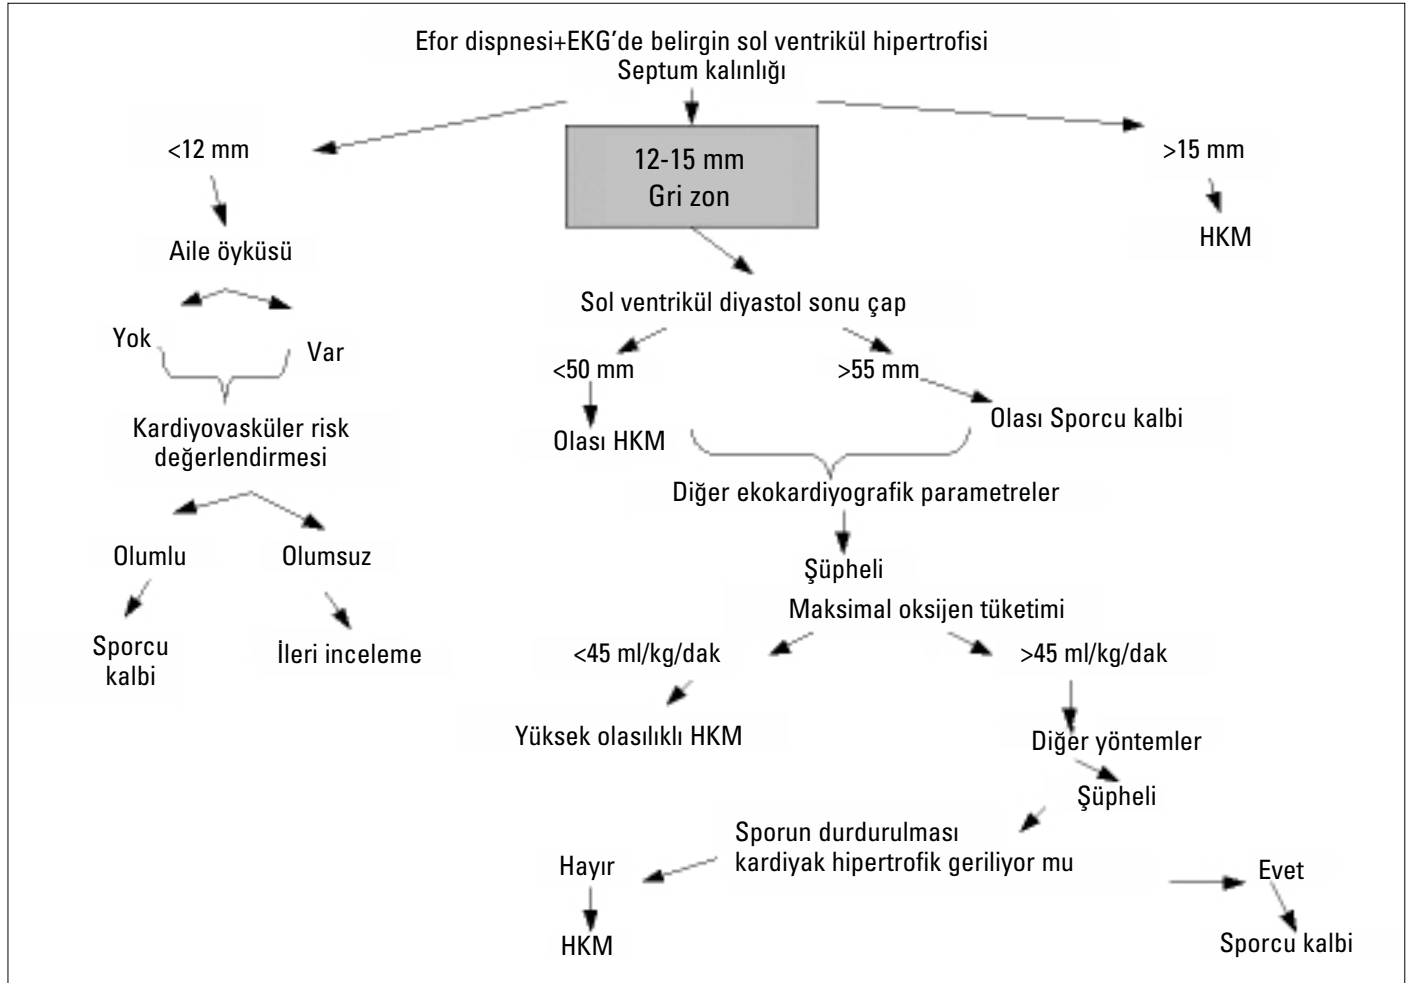 Efor dispnesi+EKG'de belirgin sol ventrikül hipertrofisi
Septum kalınlığı
<12 mm
12-15 mm
Gri zon
>15 mm
HKM
Aile öyküsü
Yok
Var
Kardiyovasküler risk
değerlendirmesi
Olumlu
Olumsuz
Sporcu
kalbi
İleri inceleme
Sol ventrikül diyastol sonu çap
<50 mm
>55 mm
Olası HKM
Olası Sporcu kalbi
Diğer ekokardiyografik parametreler
Şüpheli
Maksimal oksijen tüketimi
<45 ml/kg/dak
>45 ml/kg/dak
Yüksek olasılıklı HKM
Diğer yöntemler
Şüpheli
Sporun durdurulması
kardiyak hipertrofik geriliyor mu
Hayır
Evet
HKM
Sporcu kalbi